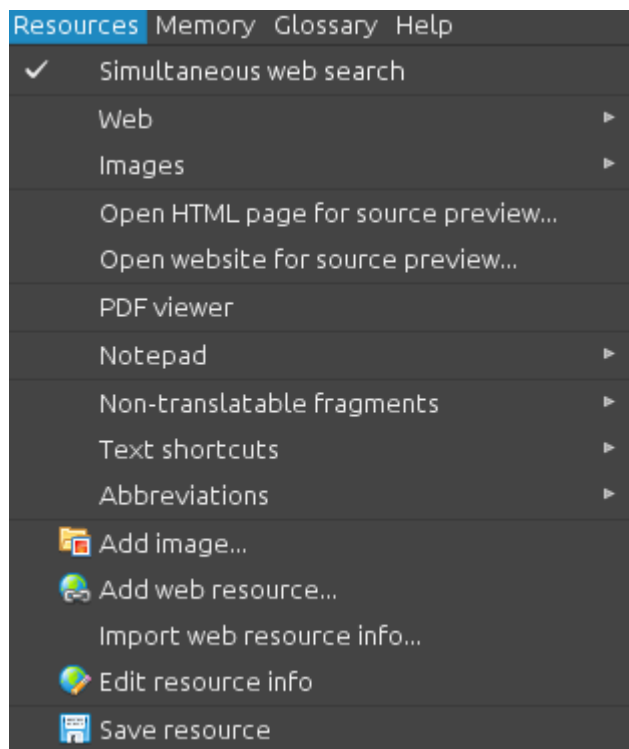 Resources Memory Glossary Help
Simultaneous web search
Web
Images
Open HTML page for source preview...
Open website for source preview...
PDF viewer
Notepad
Non-translatable fragments
Text shortcuts
Abbreviations
Add image...
Add web resource...
Import web resource info...
Edit resource info
Save resource